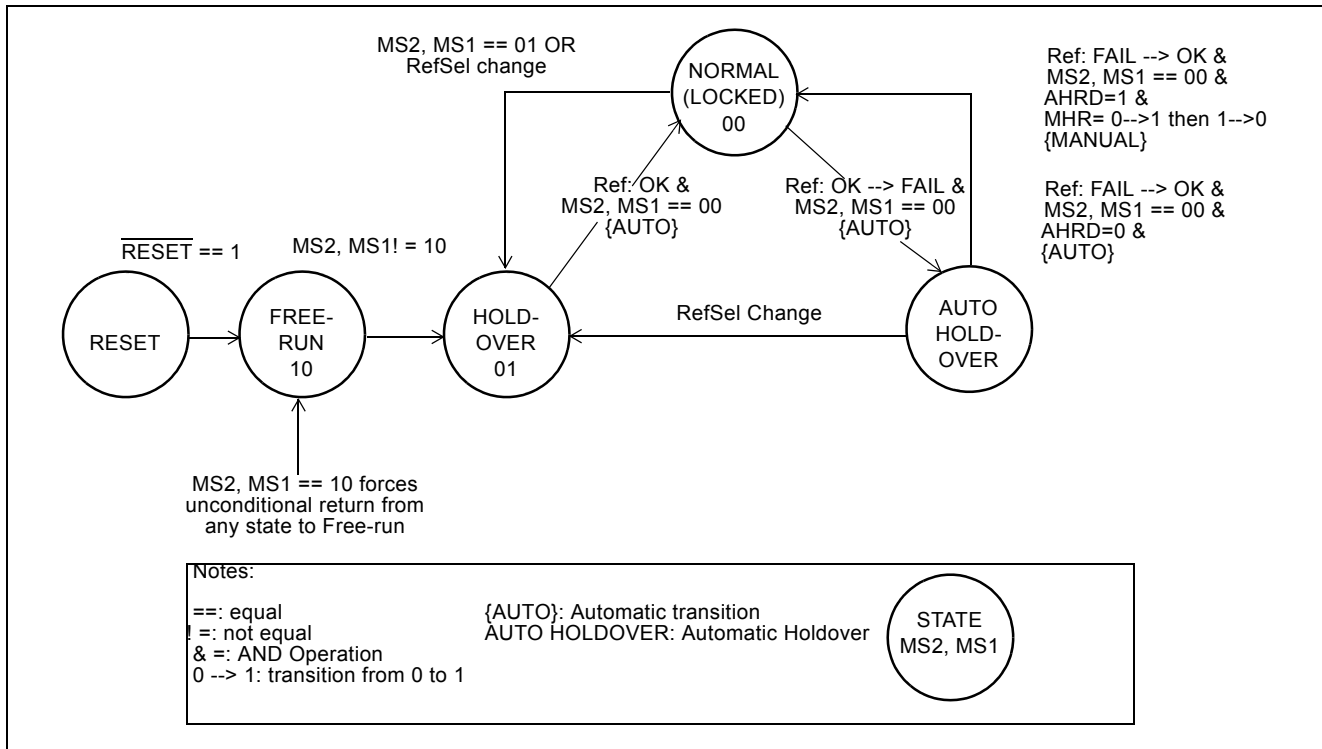 MS2, MS1 == 01 OR
RefSel change
NORMAL
(LOCKED)
00
Ref: FAIL --> OK &
MS2, MS1 == 00 &
AHRD=1 &
MHR= 0-->1 then 1-->0
{MANUAL}
Ref: OK &
MS2, MS1 == 00
{AUTO}
Ref: OK --> FAIL &
MS2, MS1 == 00
{AUTO}
Ref: FAIL --> OK &
MS2, MS1 == 00 &
AHRD=0 &
{AUTO}
RESET == 1
MS2, MS1! = 10
RESET
FREE-
RUN
10
HOLD-
OVER
01
RefSel Change
AUTO
HOLD-
OVER
MS2, MS1 == 10 forces
unconditional return from
any state to Free-run
Notes:
==: equal
! =: not equal
& =: AND Operation
0 --> 1: transition from 0 to 1
{AUTO}: Automatic transition
AUTO HOLDOVER: Automatic Holdover
STATE
MS2, MS1